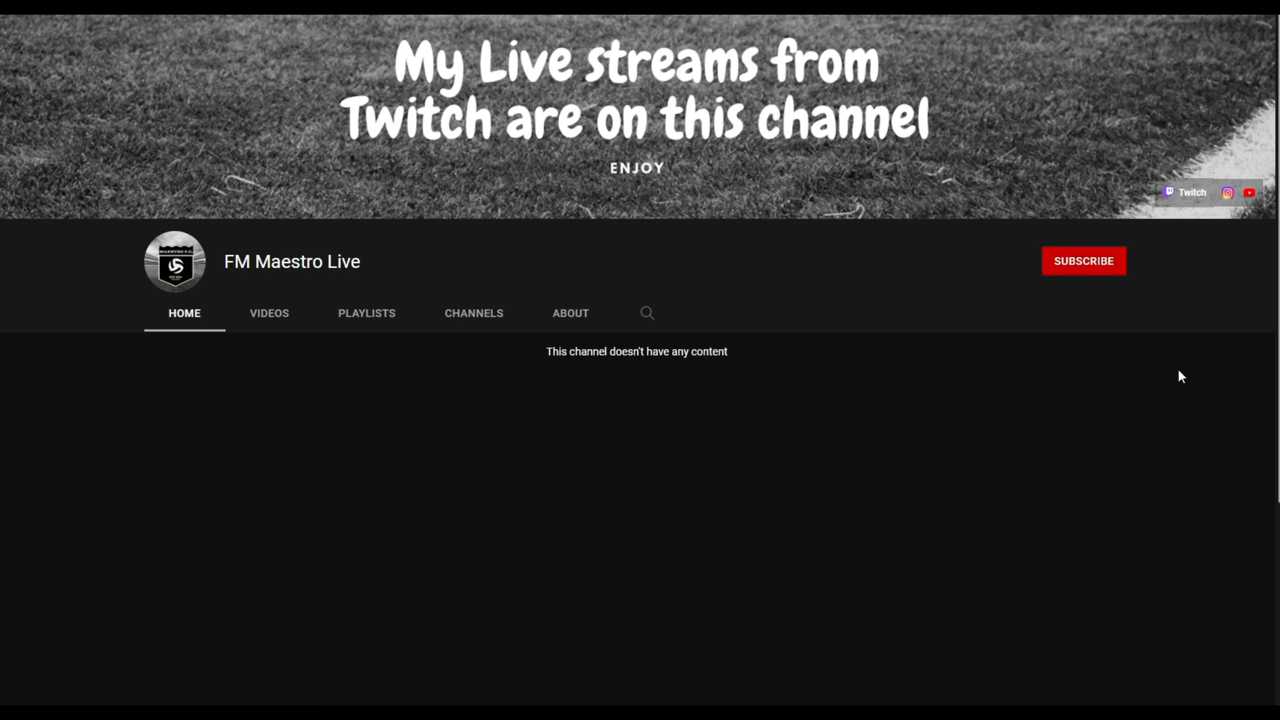 My Live streams from
Twitch are on this channel
ENJOY
Twitch
FM Maestro Live
SUBSCRIBE
HOME VIDEOS PLAYLISTS CHANNELS ABOUT
This channel doesn't have any content